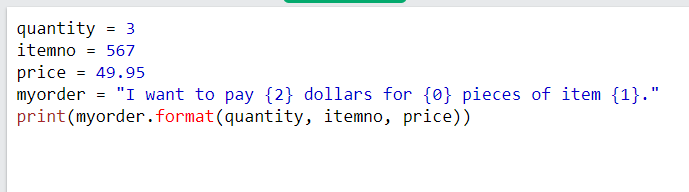 quantity = 3
itemno = 567
price = 49.95
myorder = "I want to pay {2} dollars for {0} pieces of item {1}."
print(myorder.format(quantity, itemno, price))